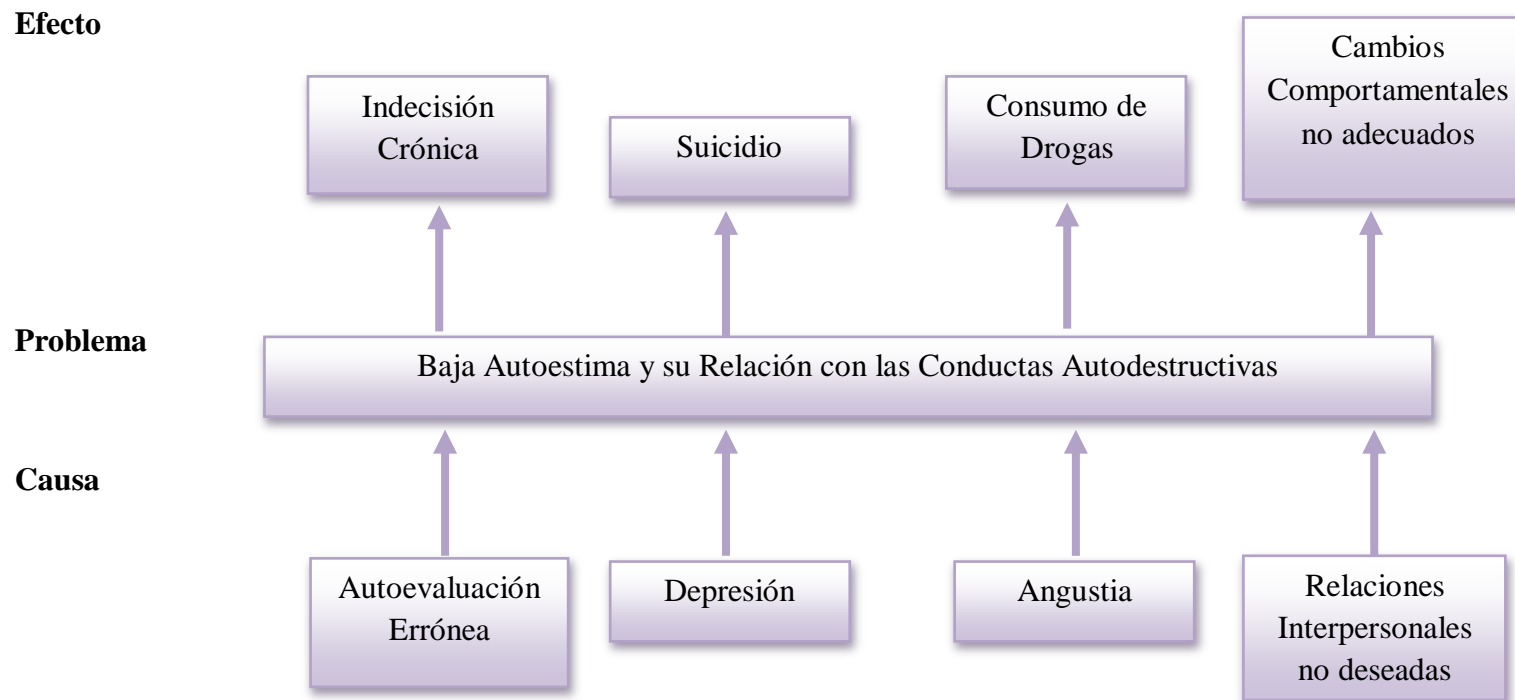 Efecto
Indecisión
Crónica
Suicidio
Consumo de
Drogas
Cambios
Comportamentales
no adecuados
Problema
Baja Autoestima y su Relación con las Conductas Autodestructivas
Causa
Autoevaluación
Errónea
Depresión
Angustia
Relaciones
Interpersonales
no deseadas